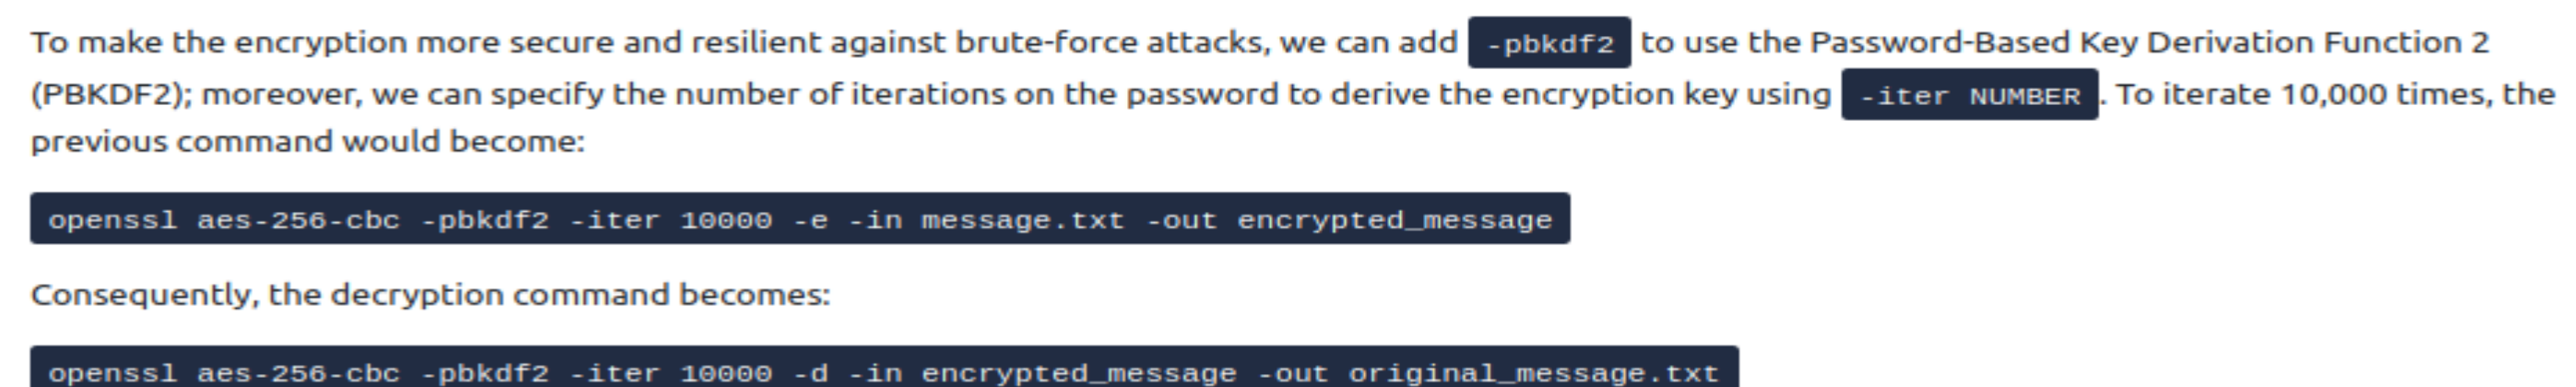 To make the encryption more secure and resilient against brute-force attacks, we can add -pbkdf2 to use the Password-Based Key Derivation Function 2
(PBKDF2); moreover, we can specify the number of iterations on the password to derive the encryption key using -iter NUMBER. To iterate 10,000 times, the
previous command would become:
openssl aes-256-cbc -pbkdf2 -iter 10000 -e -in message.txt -out encrypted_message
Consequently, the decryption command becomes:
openssl aes-256-cbc -pbkdf2 -iter 10000 -d -in encrypted_message -out original_message.txt